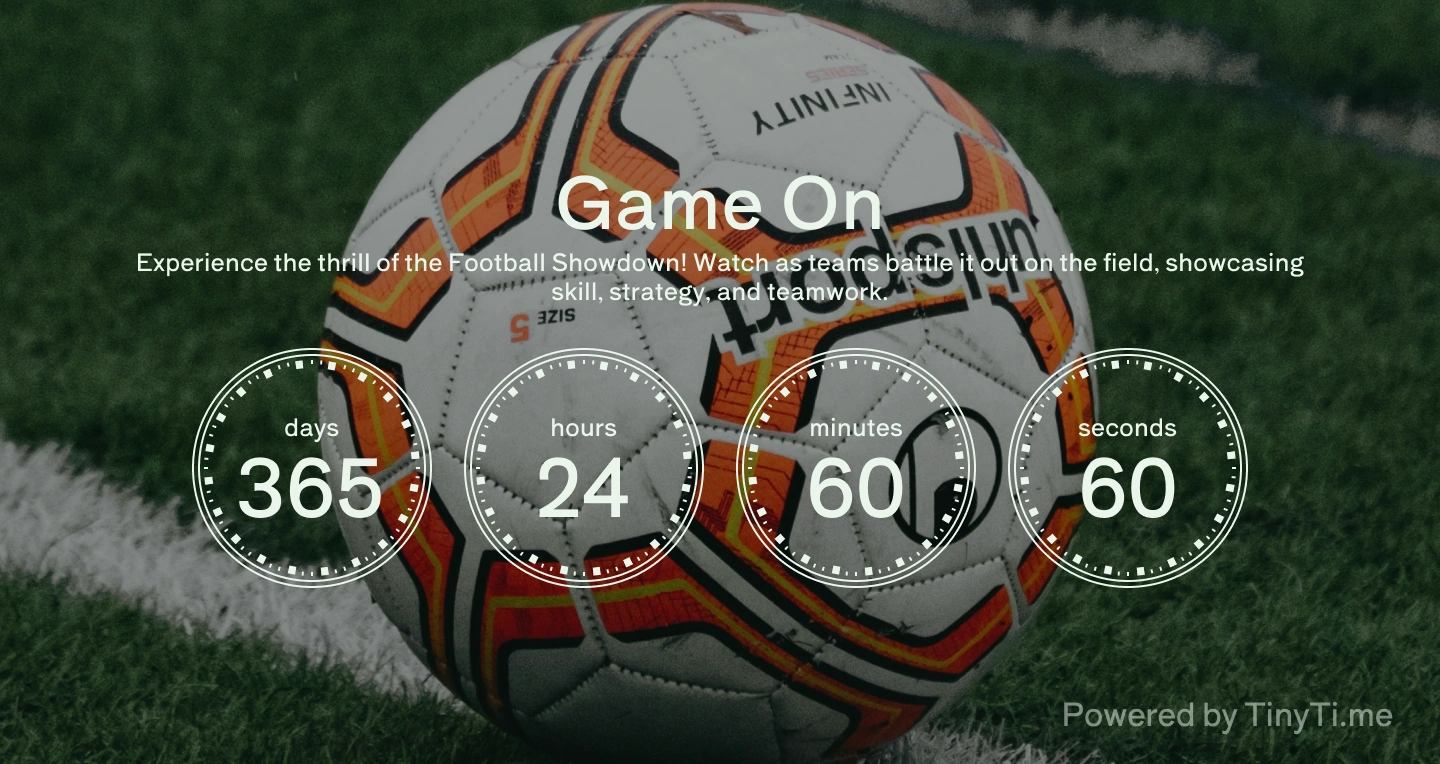 SERIES
INFINITY
Game On
uhlsport
Experience the thrill of the Football Showdown! Watch as teams battle it out on the field, showcasing
skill, strategy, and teamwork.
SIZE 5
days
hours
minutes
seconds
365
24
60
60
Powered by TinyTi.me